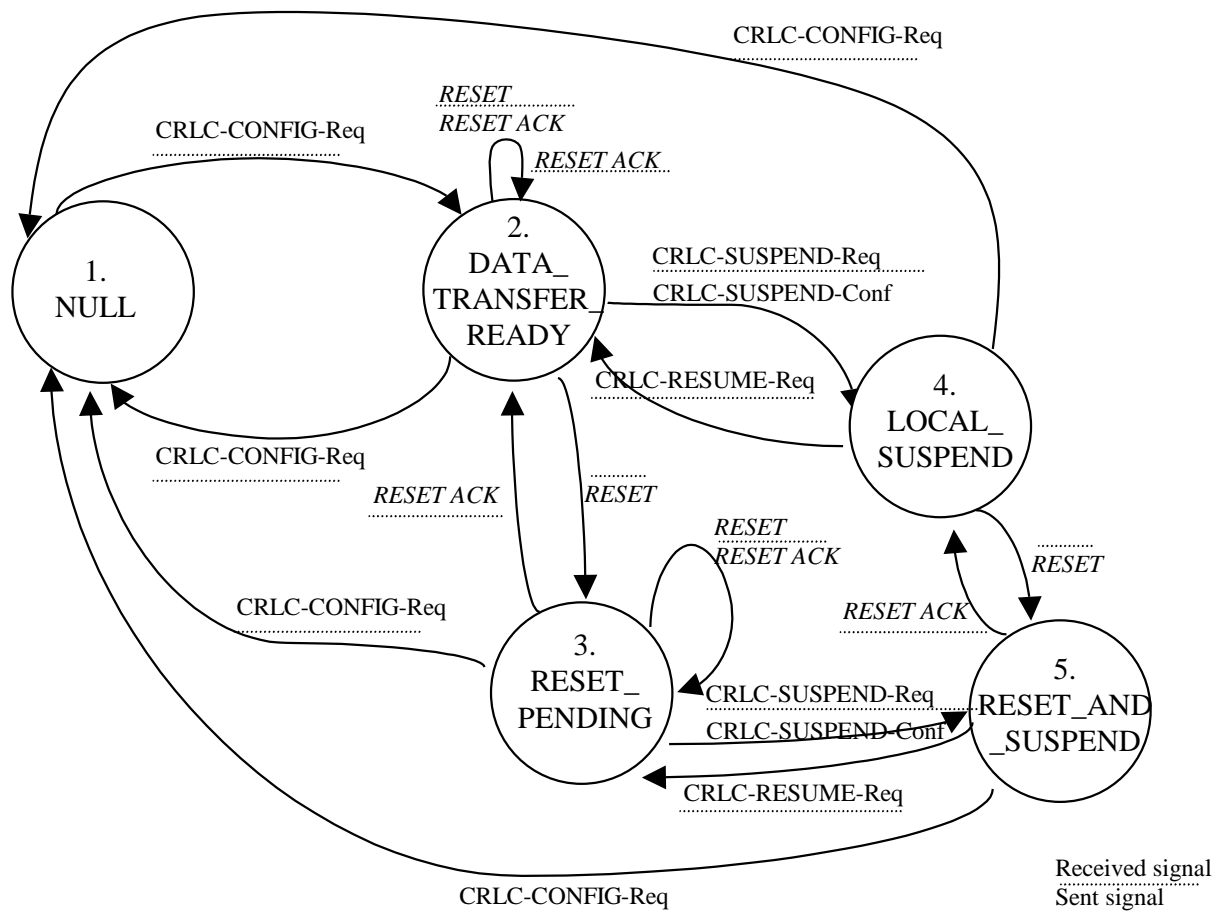 CRLC-CONFIG-Req
RESET
RESET ACK
CRLC-CONFIG-Req
RESET ACK
1.
NULL
2.
DATA_
TRANSFER_
READY
CRLC-SUSPEND-Req
CRLC-SUSPEND-Conf
CRLC-RESUME-Req
4.
LOCAL_
SUSPEND
CRLC-CONFIG-Req
RESET ACK
RESET
RESET
RESET ACK
RESET
CRLC-CONFIG-Req
RESET ACK
3.
RESET_
PENDING
CRLC-SUSPEND-Req
CRLC-SUSPEND-Conf
5.
RESET_AND
_SUSPEND
CRLC-RESUME-Req
CRLC-CONFIG-Req
Received signal
Sent signal